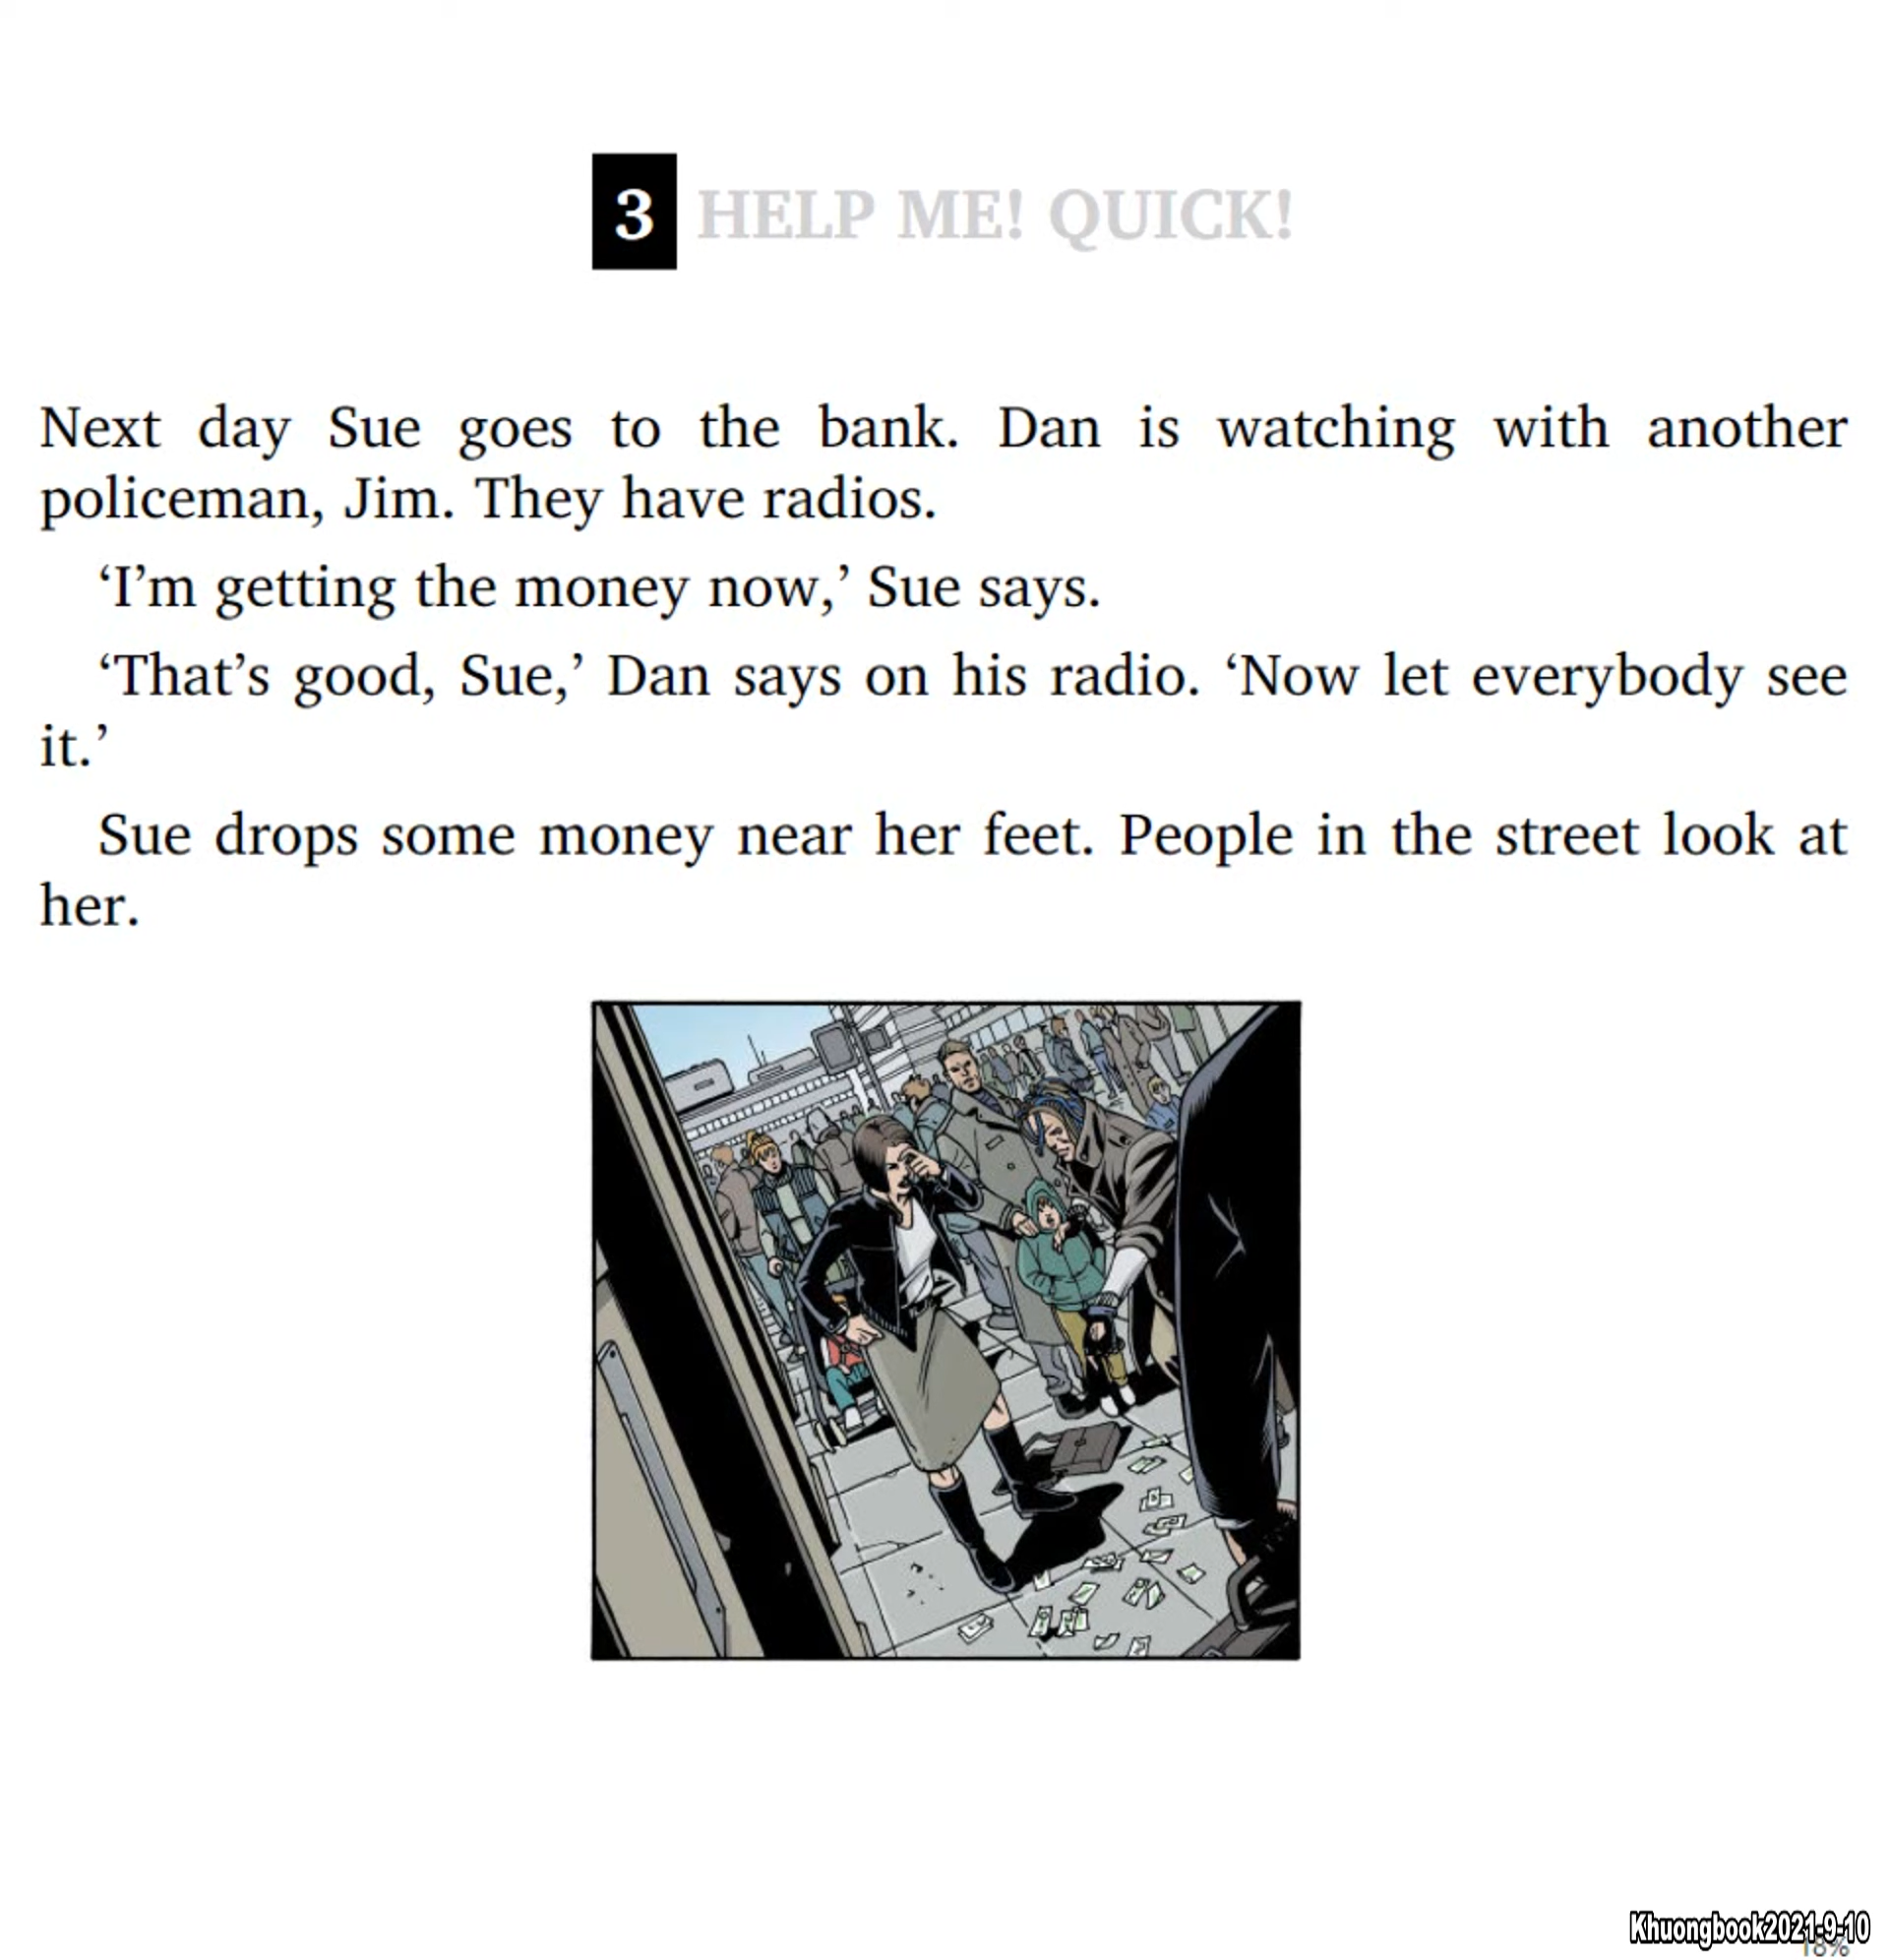 3 HELP ME! QUICK!
Next day Sue goes to the bank. Dan is watching with another
policeman, Jim. They have radios.
‘I’m getting the money now,’ Sue says.
‘That’s good, Sue,’ Dan says on his radio. ‘Now let everybody see
it.’
Sue drops some money near her feet. People in the street look at
her.
Khuongbook2021-9-10
18%